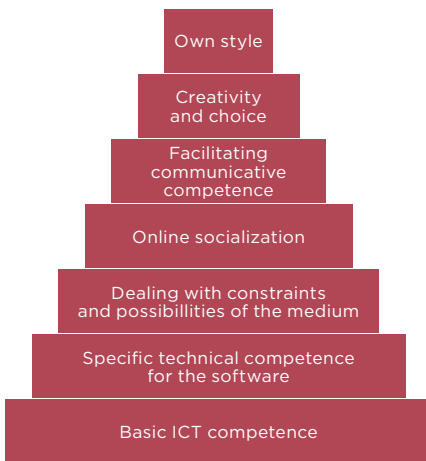 Own style
Creativity
and choice
Facilitating
communicative
competence
Online socialization
Dealing with constraints
and possibillities of the medium
Specific technical competence
for the software
Basic ICT competence